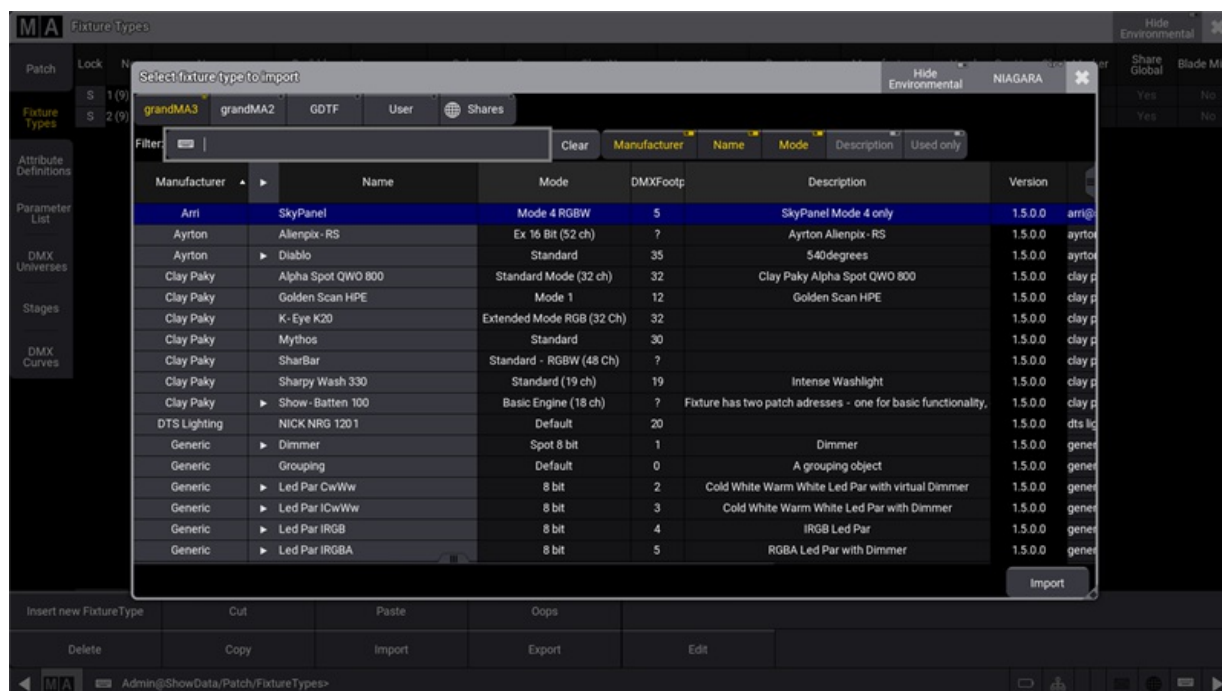 MA Fixture Types
Hide Environmental
Patch
Lock
Share Global
Fixture Types
S 1 (9)
S 2 (9)
Yes No
Yes No
Attribute Definitions
Parameter List
DMX Universes
Stages
DMX Curves
Select fixture type to import
Hide Environmental
NIAGARA
grandMA3 grandMA2 GDTF User Shares
Filter:
Clear Manufacturer Name Mode Description Used only
Manufacturer Name Mode DMXFootp Description Version
Arri SkyPanel Mode 4 RGBW 5 SkyPanel Mode 4 only 1.5.0.0 arri@
Ayrton Alienpix-RS Ex 16 Bit (52 ch) ? Ayrton Alienpix-RS 1.5.0.0
Ayrton Diablo Standard 35 540degrees 1.5.0.0
Clay Paky Alpha Spot QWO 800 Standard Mode (32 ch) 32 Clay Paky Alpha Spot QWO 800 1.5.0.0 clay p
Clay Paky Golden Scan HPE Mode 1 12 Golden Scan HPE 1.5.0.0 clay p
Clay Paky K-Eye K20 Extended Mode RGB (32 Ch) 32 1.5.0.0 clay p
Clay Paky Mythos Standard 30 1.5.0.0 clay p
Clay Paky SharBar Standard - RGBW (48 Ch) ? 1.5.0.0 clay p
Clay Paky Sharpy Wash 330 Standard (19 ch) 19 Intense Washlight 1.5.0.0 clay p
Clay Paky Show-Batten 100 Basic Engine (18 ch) ? Fixture has two patch adresses - one for basic functionality, 1.5.0.0 clay p
DTS Lighting NICK NRG 1201 Default 20 1.5.0.0 dts lig
Generic Dimmer Spot 8 bit 1 Dimmer 1.5.0.0 gener
Generic Grouping Default 0 A grouping object 1.5.0.0 gener
Generic Led Par CwWw 8 bit 2 Cold White Warm White Led Par with virtual Dimmer 1.5.0.0 gener
Generic Led Par ICwWw 8 bit 3 Cold White Warm White Led Par with Dimmer 1.5.0.0 gener
Generic Led Par IRGB 8 bit 4 IRGB Led Par 1.5.0.0 gener
Generic Led Par IRGBA 8 bit 5 RGBA Led Par with Dimmer 1.5.0.0 gener
Import
Insert new FixtureType Cut Paste Oops
Delete Copy Import Export Edit
MA Admin@ShowData/Patch/FixtureTypes>